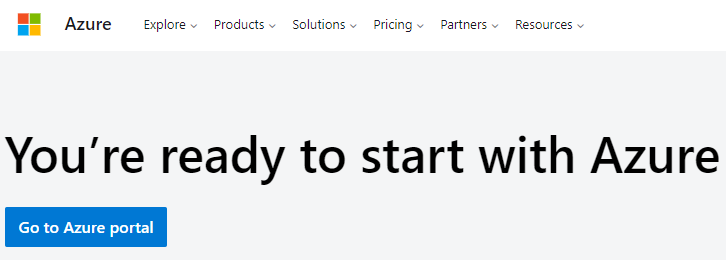 Azure Explore Products Solutions Pricing Partners Resources
You’re ready to start with Azure
Go to Azure portal